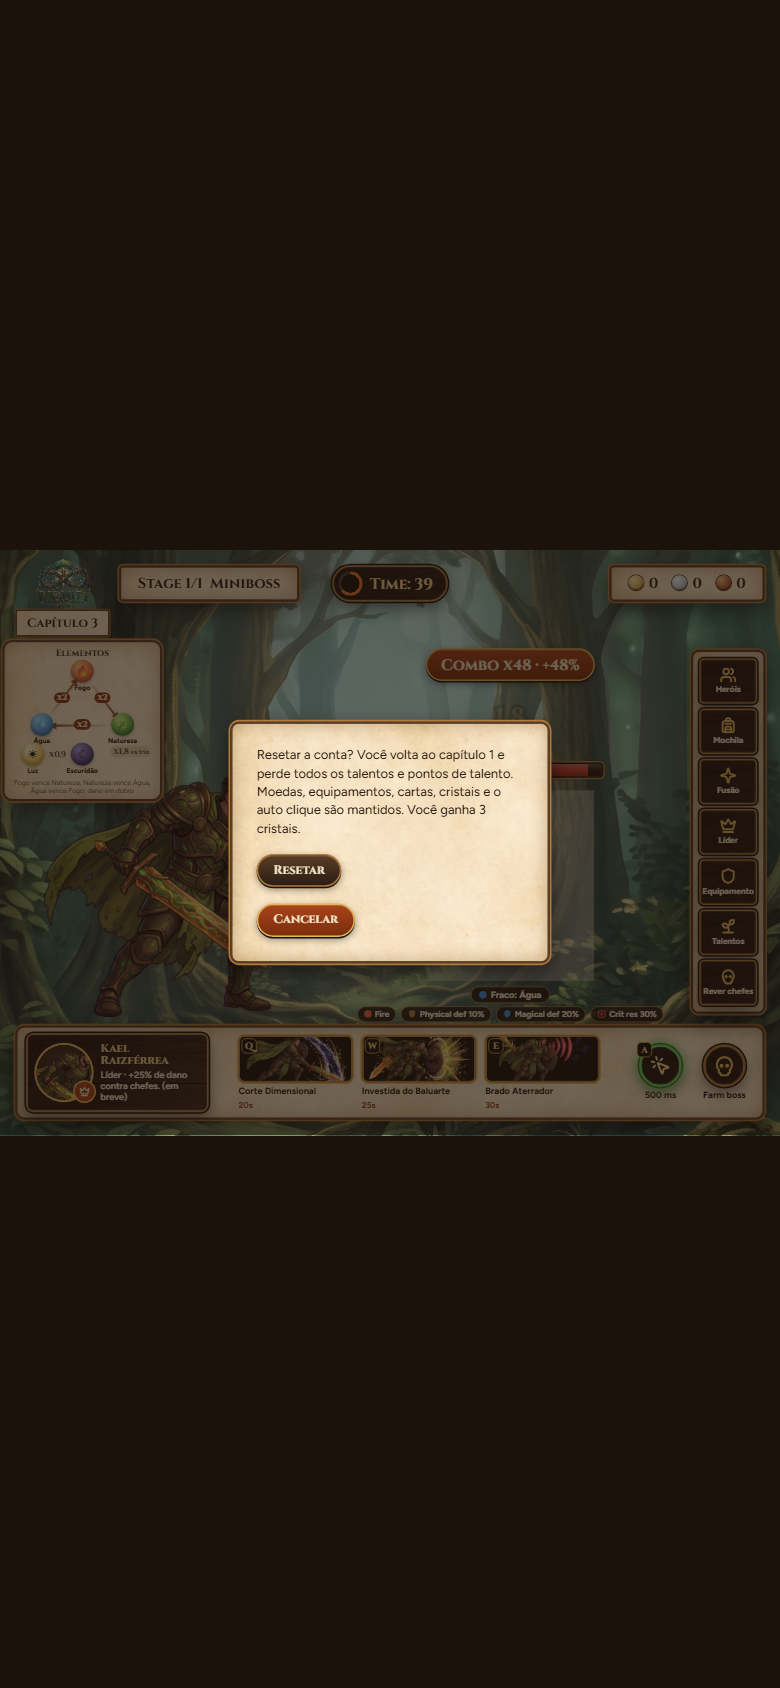 Stage 1/1 Miniboss
Time: 39
0 0 0
Capítulo 3
Elementos
Fogo
x2 x2
x2
Água Natureza
x0,9 x1,8 extrio
Luz Escuridão
Fogo vence Natureza, Natureza vence Água,
Água vence Fogo: dano em dobro
Combo x48 · +48%
Resetar a conta? Você volta ao capítulo 1 e
perde todos os talentos e pontos de talento.
Moedas, equipamentos, cartas, cristais e o
auto clique são mantidos. Você ganha 3
cristais.
Resetar
Cancelar
Heróis
Mochila
Fusão
Líder
Equipamento
Talentos
Rever chefes
Fraco: Água
Fire Physical def 10% Magical def 20% Crit res 30%
Kael
Raizférrea
Líder · +25% de dano
contra chefes. (em
breve)
Q W E A
Corte Dimensional Investida do Baluarte Brado Aterrador
20s 25s 30s
500 ms Farm boss